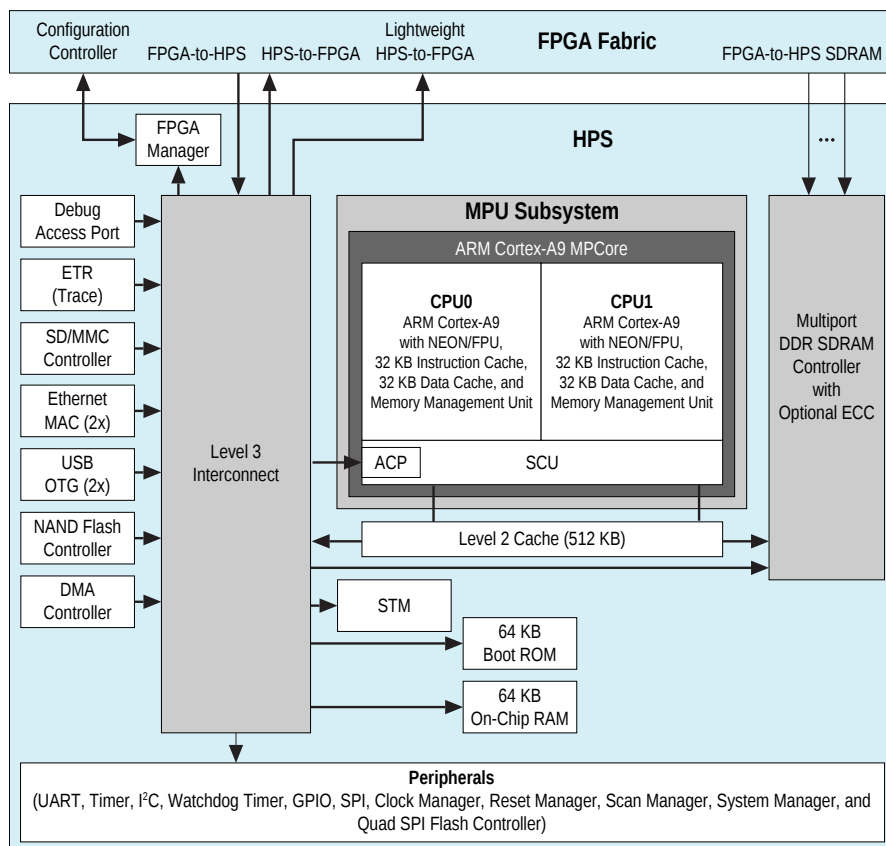 Configuration
Controller
FPGA-to-HPS
HPS-to-FPGA
Lightweight
HPS-to-FPGA
FPGA Fabric
FPGA-to-HPS SDRAM
FPGA
Manager
HPS
...
Debug
Access Port
ETR
(Trace)
SD/MMC
Controller
Ethernet
MAC (2x)
USB
OTG (2x)
NAND Flash
Controller
DMA
Controller
Level 3
Interconnect
MPU Subsystem
ARM Cortex-A9 MPCore
CPU0
ARM Cortex-A9
with NEON/FPU,
32 KB Instruction Cache,
32 KB Data Cache, and
Memory Management Unit
CPU1
ARM Cortex-A9
with NEON/FPU,
32 KB Instruction Cache,
32 KB Data Cache, and
Memory Management Unit
ACP
SCU
Level 2 Cache (512 KB)
Multiport
DDR SDRAM
Controller
with
Optional ECC
STM
64 KB
Boot ROM
64 KB
On-Chip RAM
Peripherals
(UART, Timer, I²C, Watchdog Timer, GPIO, SPI, Clock Manager, Reset Manager, Scan Manager, System Manager, and
Quad SPI Flash Controller)